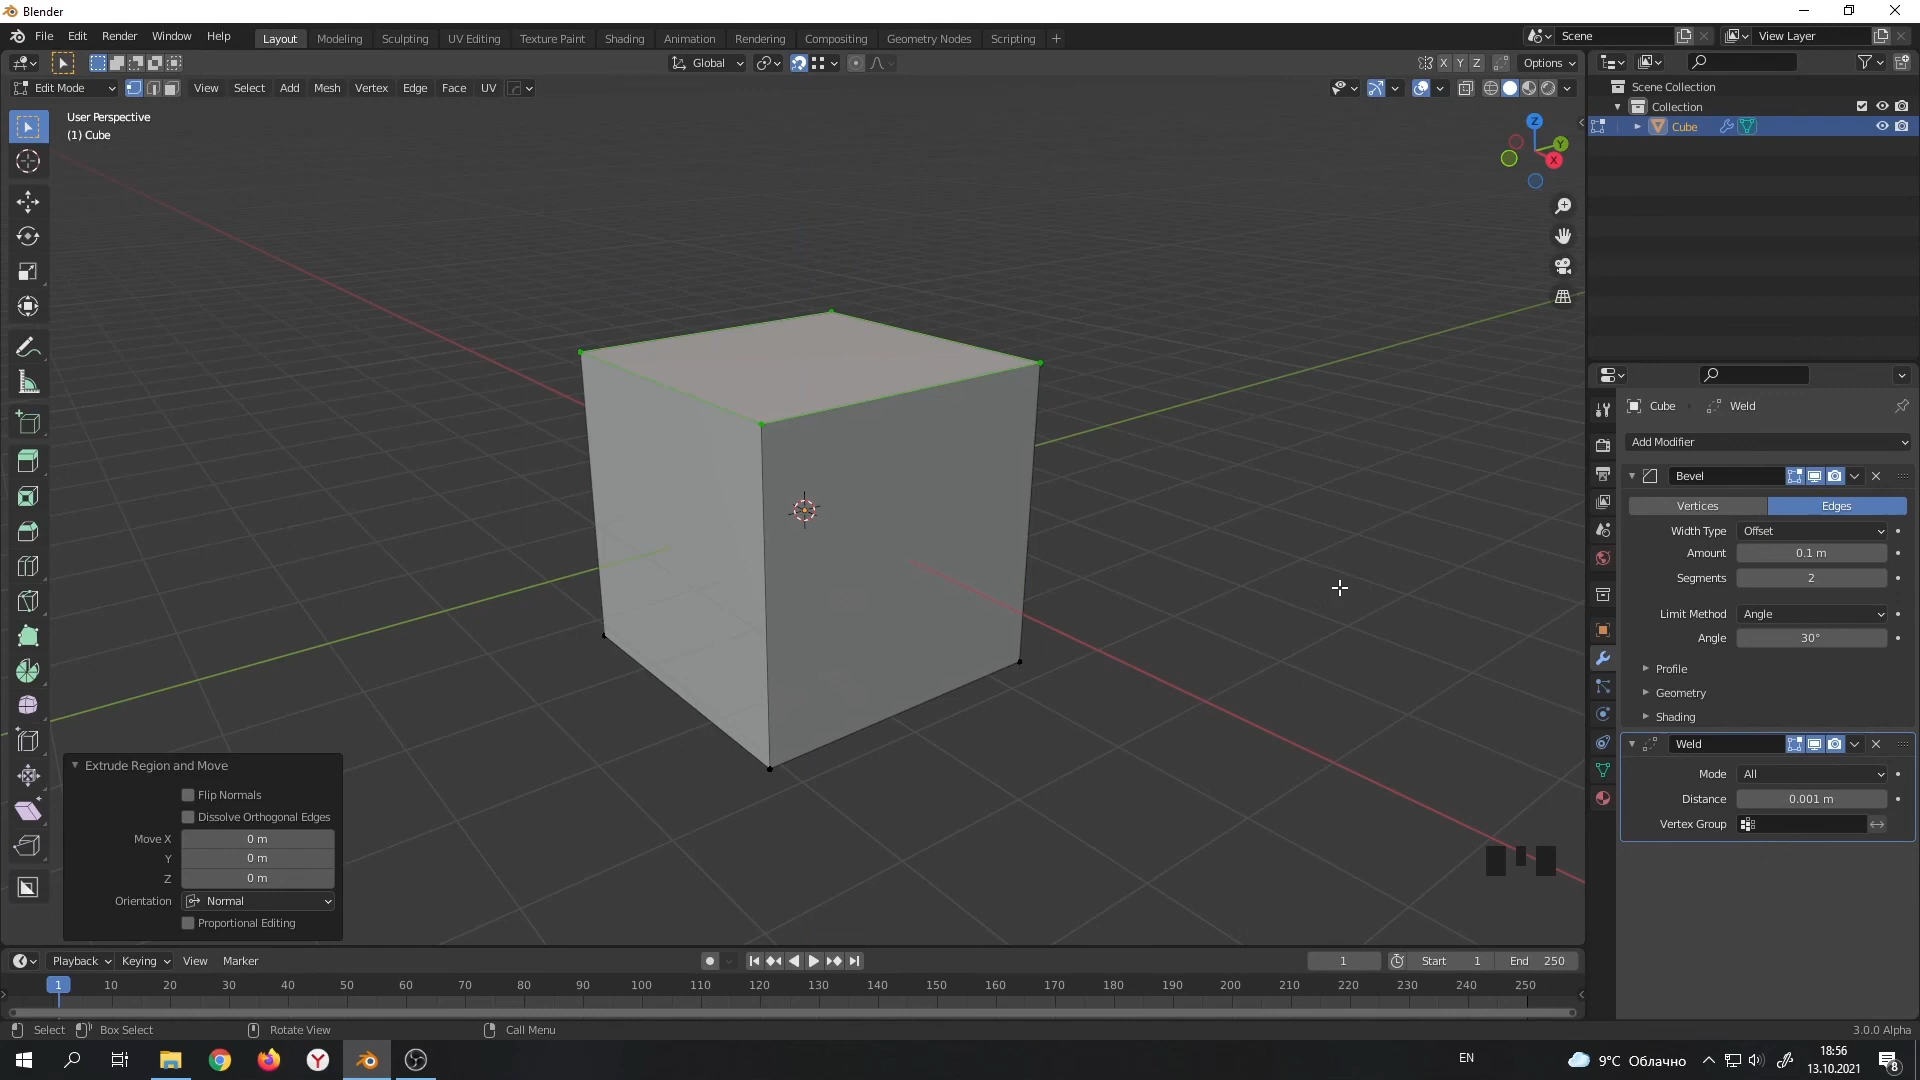 Blender
File Edit Render Window Help
Layout Modeling Sculpting UV Editing Texture Paint Shading Animation Rendering Compositing Geometry Nodes Scripting +
Scene
View Layer
Global
X Y Z
Options
Edit Mode
View Select Add Mesh Vertex Edge Face UV
User Perspective
(1) Cube
Z
Y
X
Scene Collection
Collection
Cube
Cube
Weld
Add Modifier
Bevel
Vertices
Edges
Width Type Offset
Amount 0.1 m
Segments 2
Limit Method Angle
Angle 30°
Profile
Geometry
Shading
Weld
Mode All
Distance 0.001 m
Vertex Group
Extrude Region and Move
Flip Normals
Dissolve Orthogonal Edges
Move X 0 m
Y 0 m
Z 0 m
Orientation Normal
Proportional Editing
Playback Keying View Marker
1
Start 1
End 250
1 10 20 30 40 50 60 70 80 90 100 110 120 130 140 150 160 170 180 190 200 210 220 230 240 250
Select
Box Select
Rotate View
Call Menu
3.0.0 Alpha
EN
9°C Облачно
18:56
13.10.2021
8